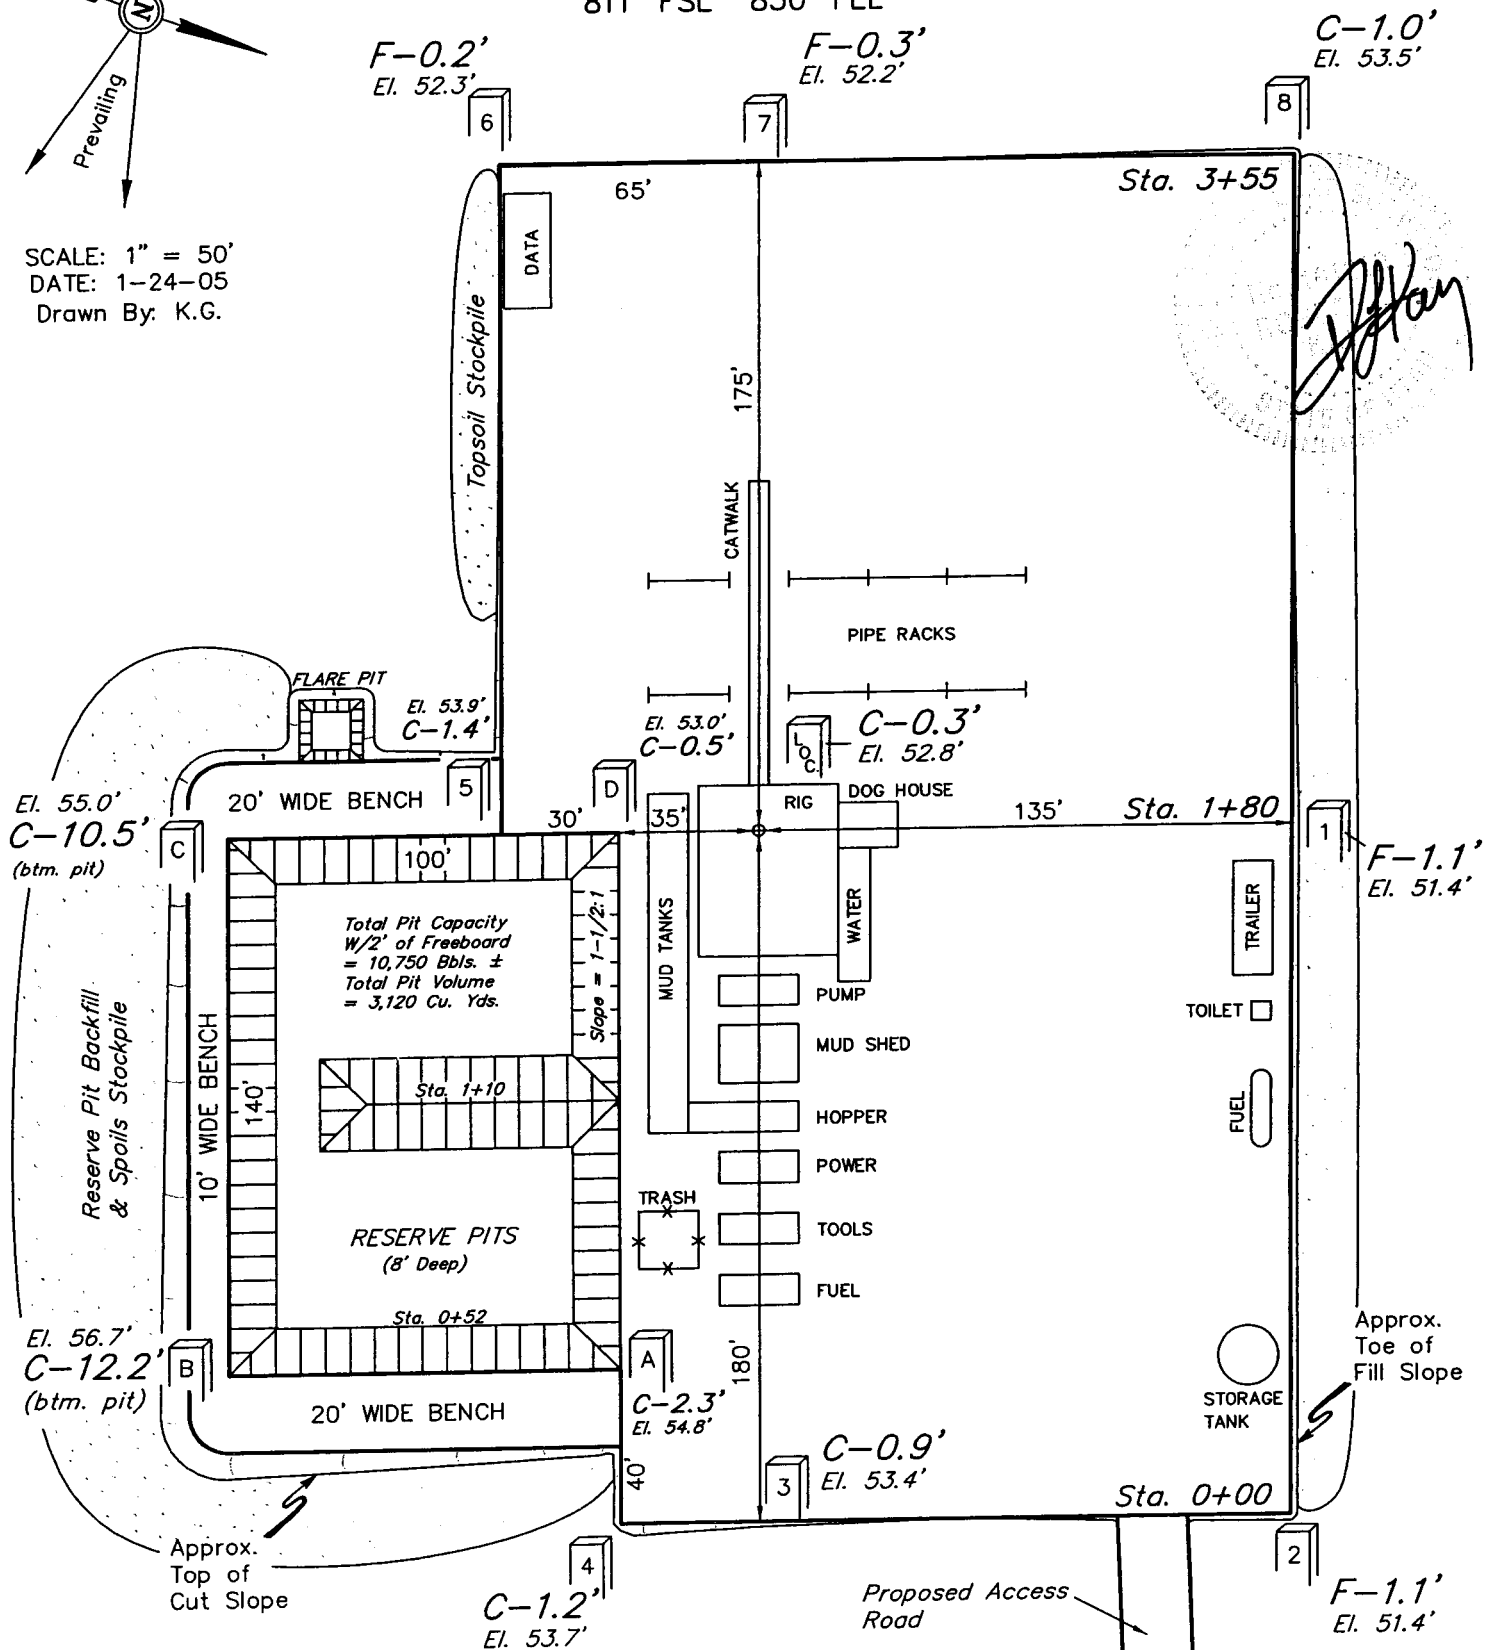 811' FSL 850' FEL
N
Prevailing
SCALE: 1" = 50'
DATE: 1-24-05
Drawn By: K.G.
F-0.2'
El. 52.3'
6
F-0.3'
El. 52.2'
7
C-1.0'
El. 53.5'
8
65'
Sta. 3+55
DATA
Topsoil Stockpile
175'
CATWALK
PIPE RACKS
FLARE PIT
El. 53.9'
C-1.4'
5
El. 53.0'
C-0.5'
D
LOC.
C-0.3'
El. 52.8'
El. 55.0'
C-10.5'
(btm. pit)
C
20' WIDE BENCH
30'
35'
RIG
DOG HOUSE
135'
Sta. 1+80
1
F-1.1'
El. 51.4'
100'
Total Pit Capacity
W/2' of Freeboard
= 10,750 Bbls. ±
Total Pit Volume
= 3,120 Cu. Yds.
Slope = 1-1/2:1
MUD TANKS
WATER
TRAILER
PUMP
TOILET
MUD SHED
Reserve Pit Backfill
& Spoils Stockpile
10' WIDE BENCH
140'
Sta. 1+10
HOPPER
FUEL
POWER
TRASH
TOOLS
RESERVE PITS
(8' Deep)
FUEL
Sta. 0+52
El. 56.7'
C-12.2'
(btm. pit)
B
A
C-2.3'
El. 54.8'
180'
20' WIDE BENCH
STORAGE
TANK
Approx.
Toe of
Fill Slope
40'
3
C-0.9'
El. 53.4'
Sta. 0+00
Approx.
Top of
Cut Slope
4
C-1.2'
El. 53.7'
Proposed Access
Road
2
F-1.1'
El. 51.4'